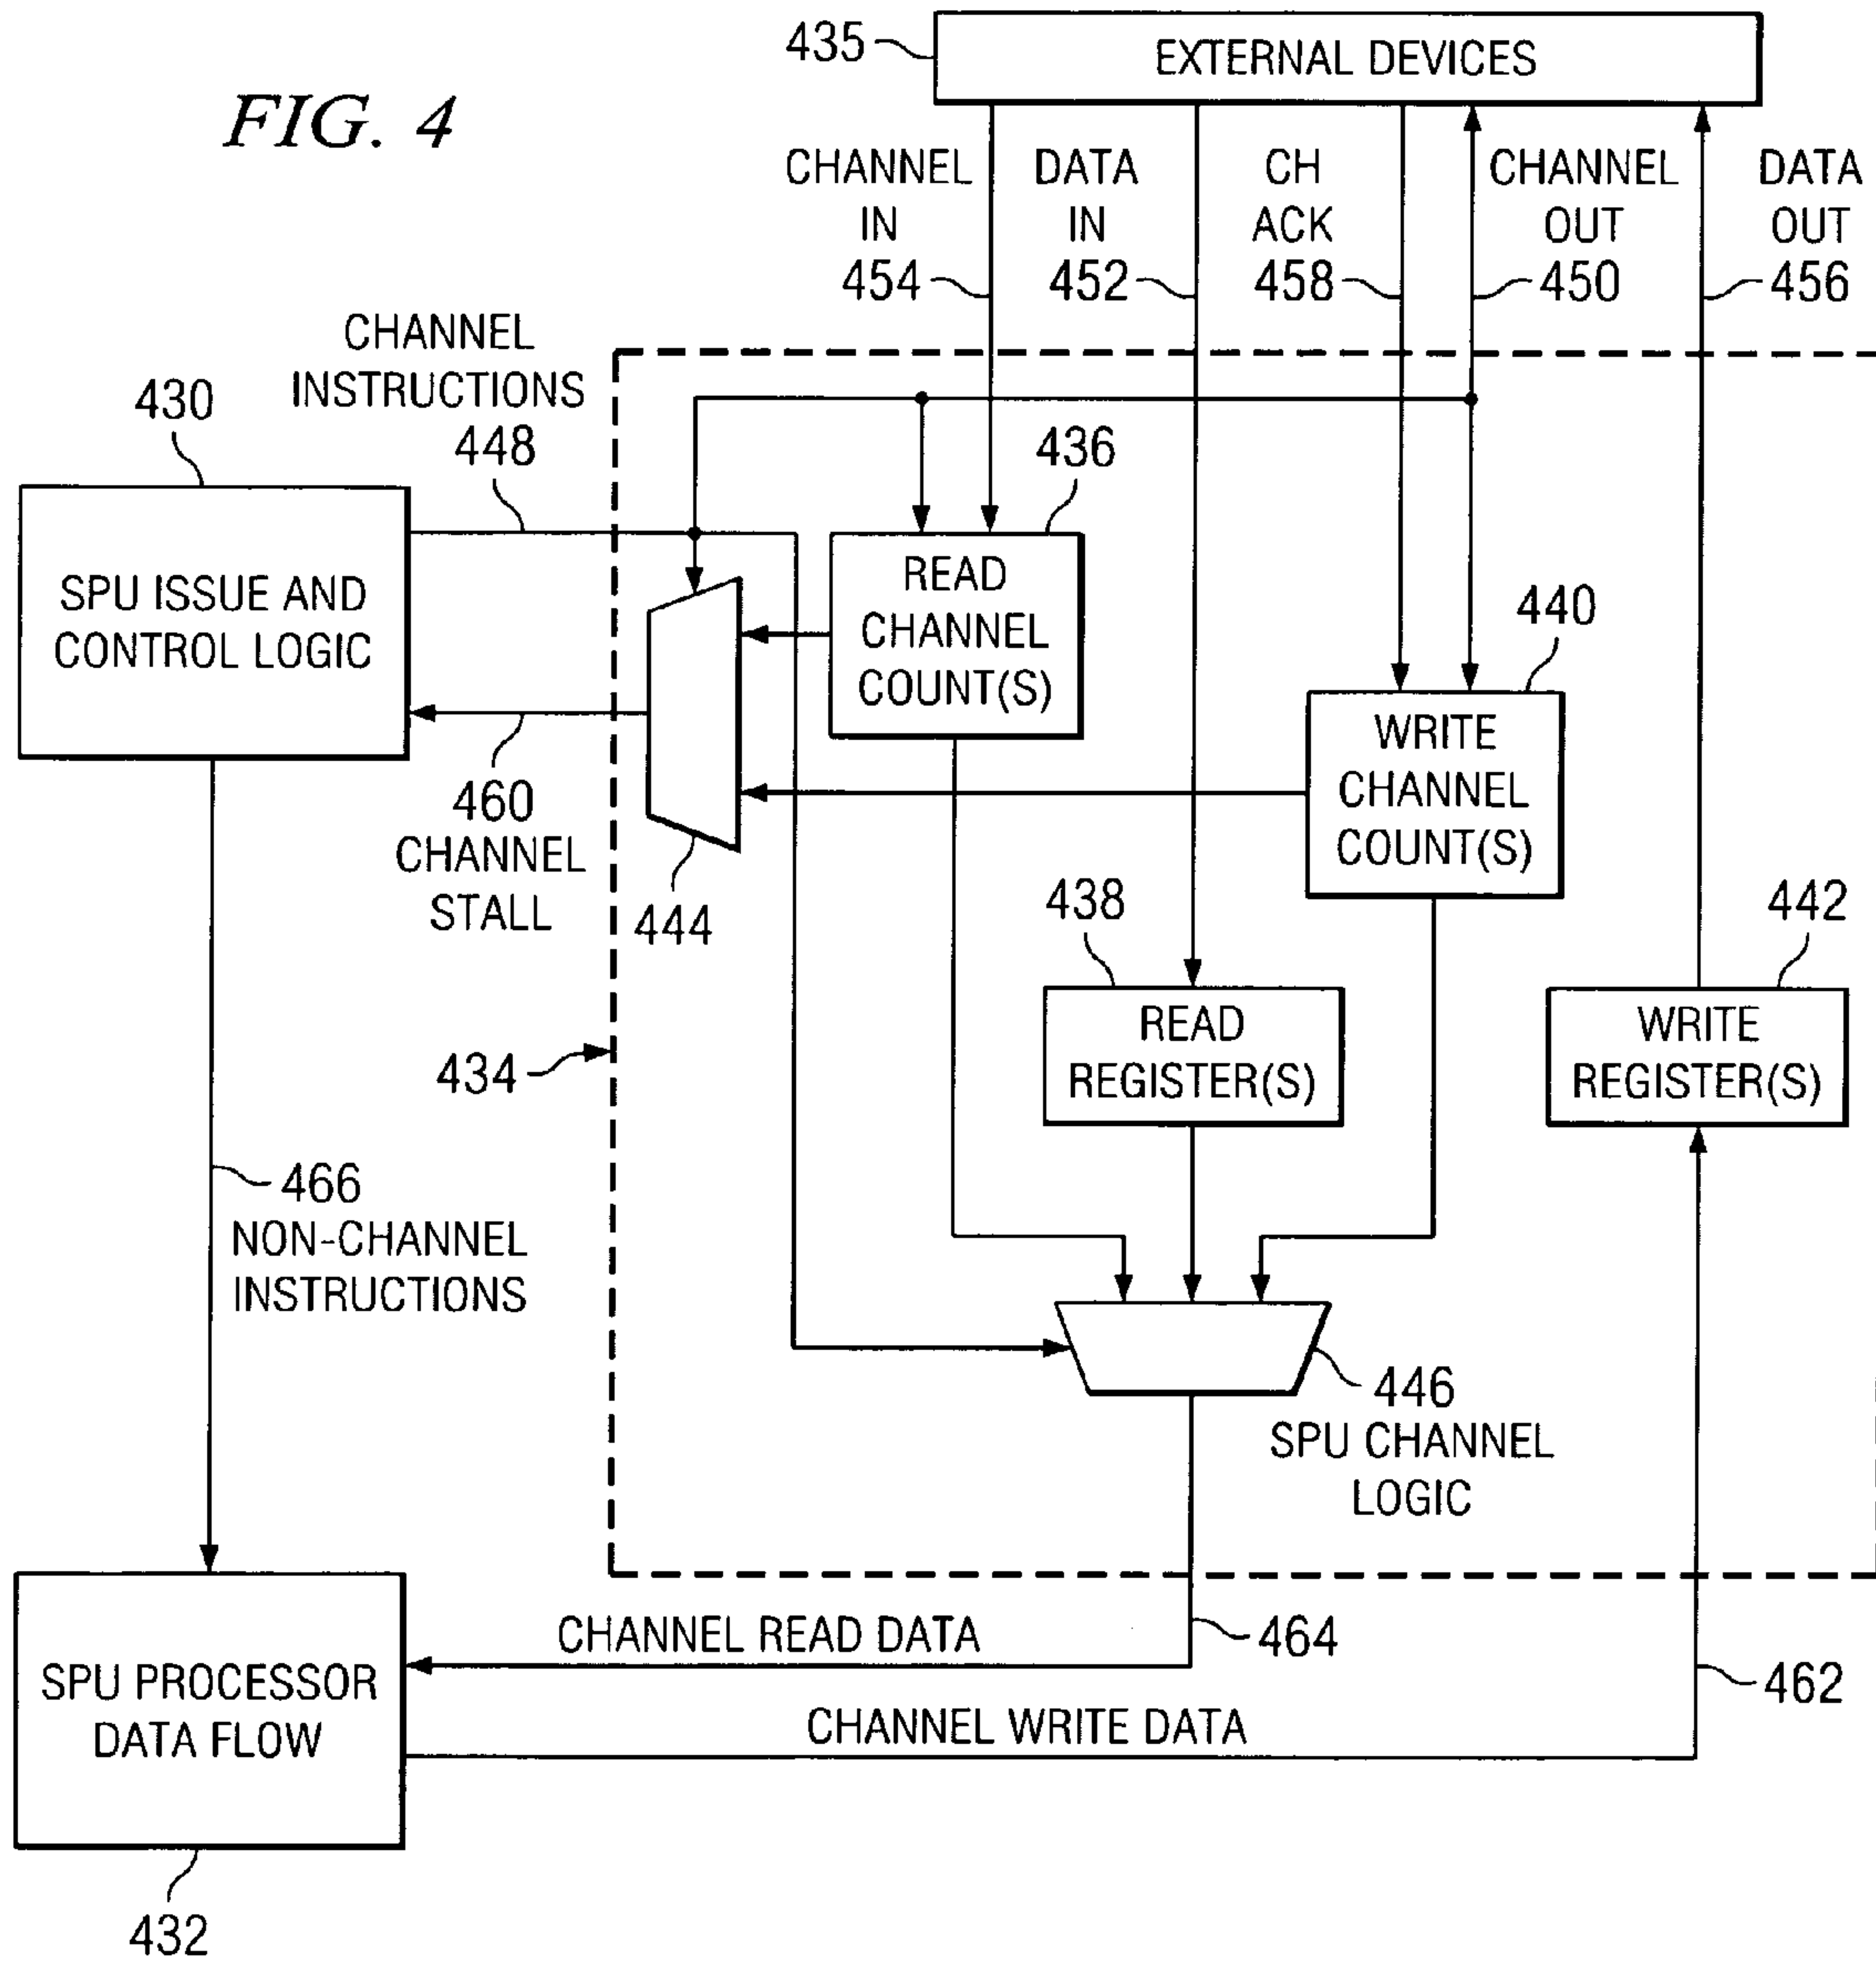 435
EXTERNAL DEVICES
FIG. 4
CHANNEL
IN
454
DATA
IN
452
CH
ACK
458
CHANNEL
OUT
450
DATA
OUT
456
CHANNEL
INSTRUCTIONS
448
430
436
SPU ISSUE AND
CONTROL LOGIC
READ
CHANNEL
COUNT(S)
440
WRITE
CHANNEL
COUNT(S)
460
CHANNEL
STALL
444
438
442
READ
REGISTER(S)
WRITE
REGISTER(S)
434
466
NON-CHANNEL
INSTRUCTIONS
446
SPU CHANNEL
LOGIC
CHANNEL READ DATA
464
SPU PROCESSOR
DATA FLOW
462
CHANNEL WRITE DATA
432